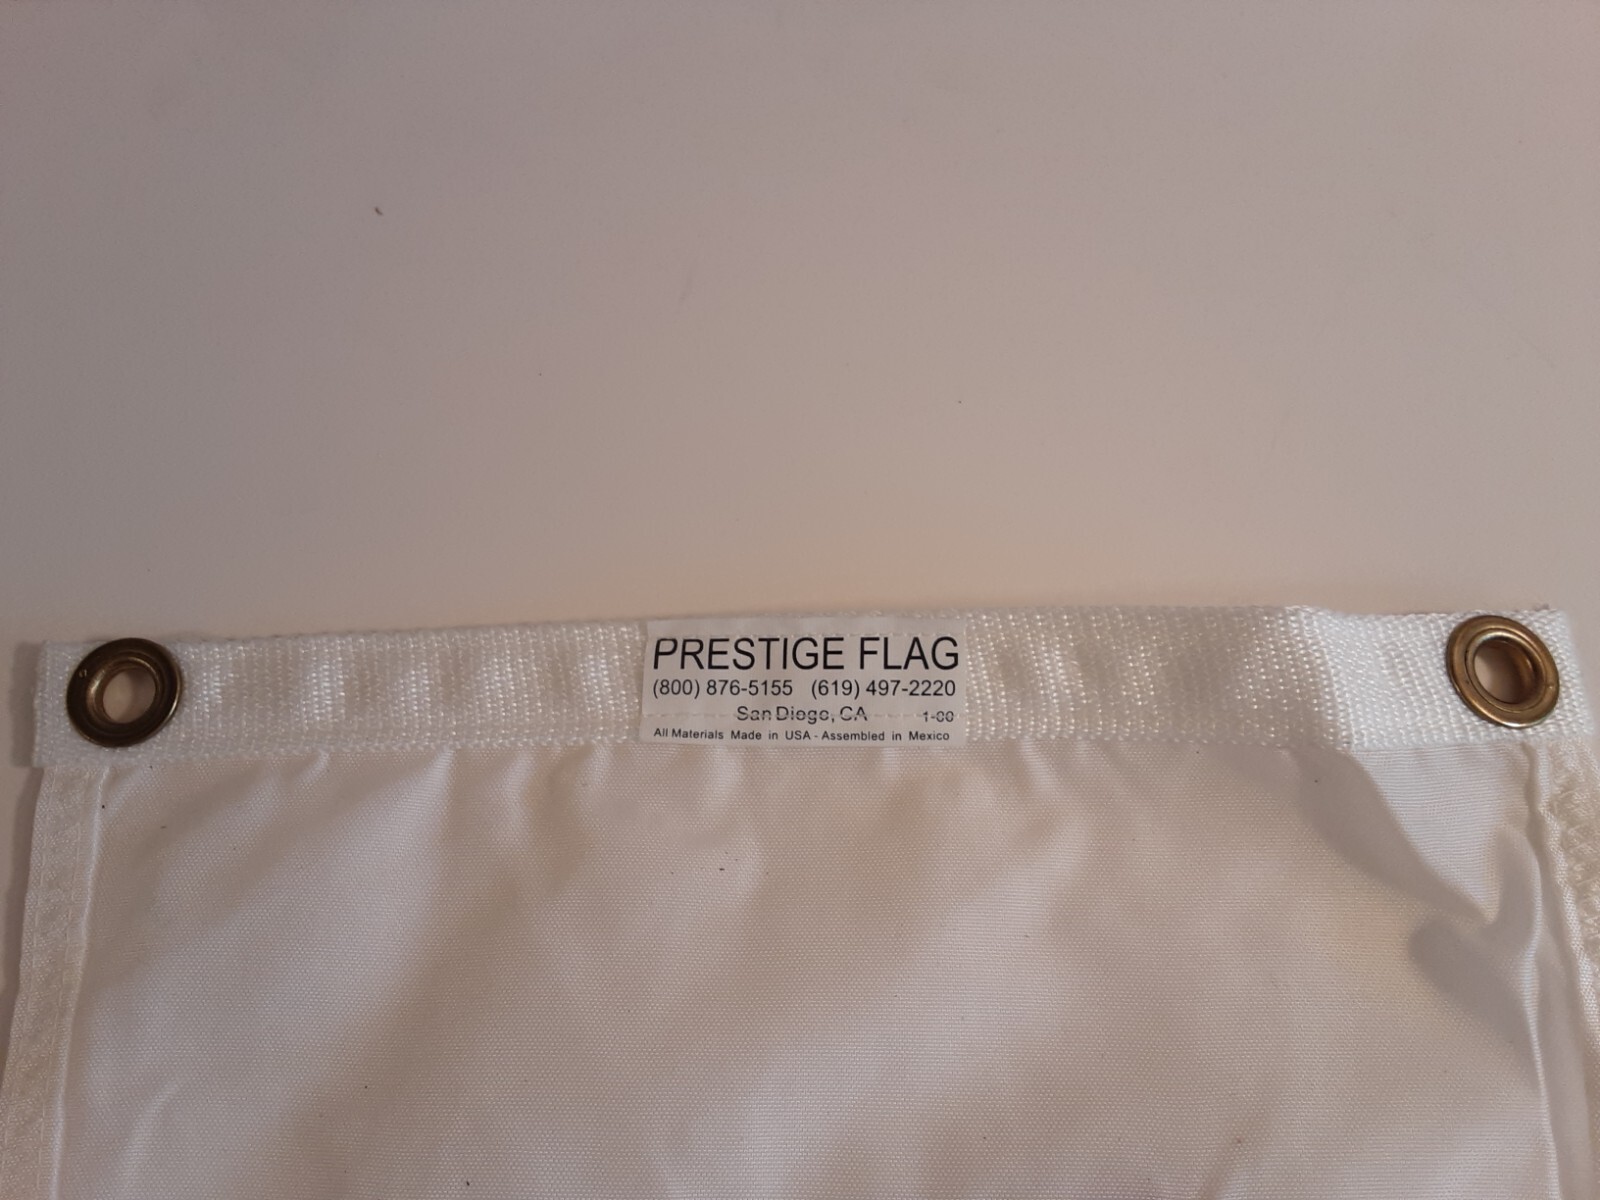 PRESTIGE FLAG
(800) 876-5155 (619) 497-2220
San Diego, CA 1-00
All Materials Made in USA - Assembled in Mexico